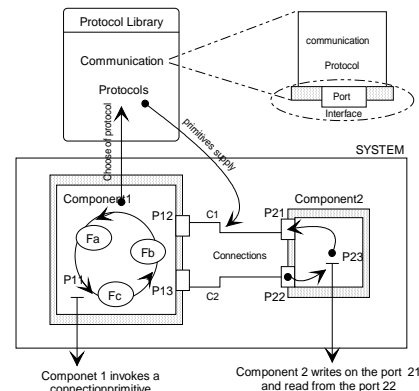 Protocol Library
Communication
Protocols
communication
Protocol
Port
Interface
Choose of protocol
primitives supply
SYSTEM
Component1
P12
C1
P21
Component2
Fa
Fb
Fc
P11
P13
Connections
C2
P22
P23
Componet 1 invokes a
connectionprimitive
Component 2 writes on the port 21
and read from the port 22